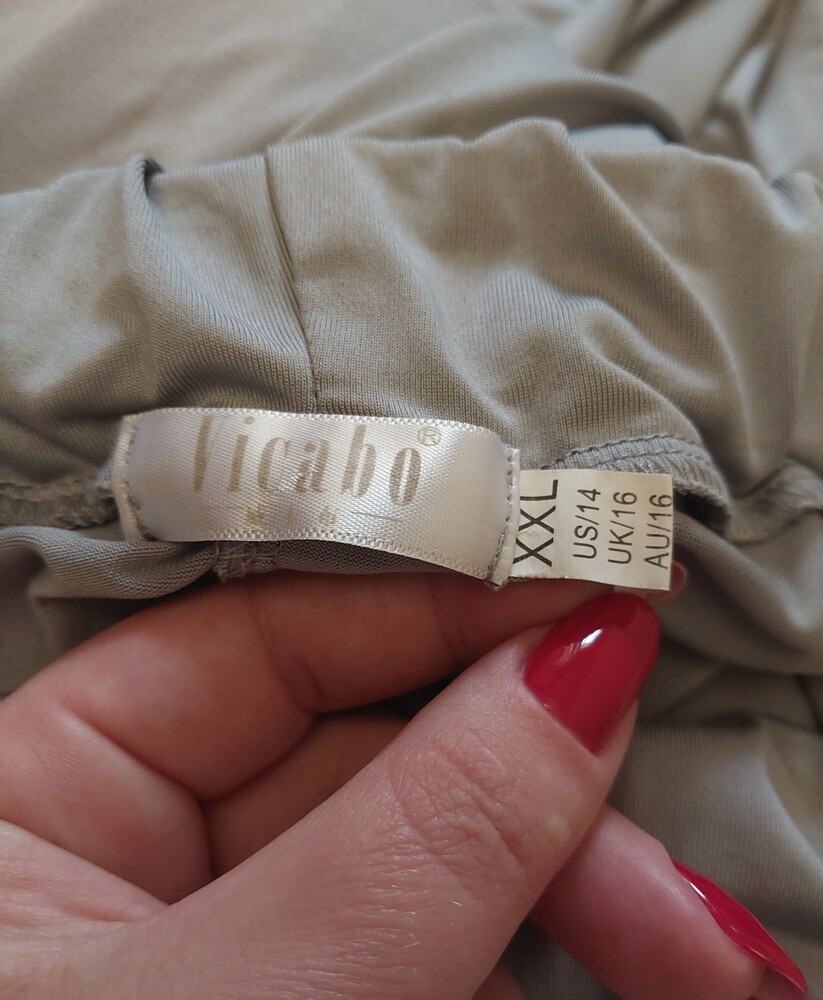 Vicabo®
XXL
US/14
UK/16
AU/16